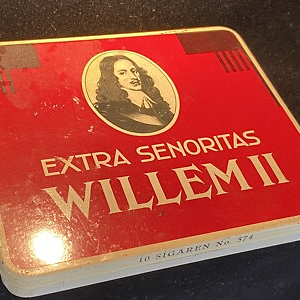 EXTRA SENORITAS
WILLEM II
10 SIGAREN No. 574